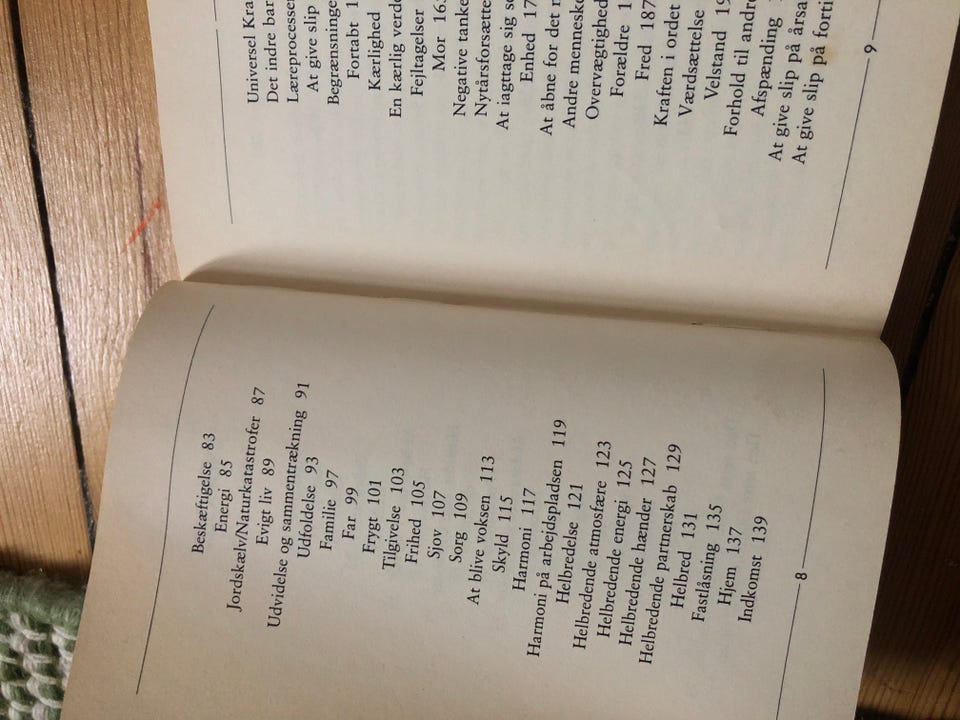 Beskæftigelse 83
Energi 85
Jordskælv/Naturkatastrofer 87
Evigt liv 89
Udvidelse og sammentrækning 91
Udfoldelse 93
Familie 97
Far 99
Frygt 101
Tilgivelse 103
Frihed 105
Sjov 107
Sorg 109
At blive voksen 113
Skyld 115
Harmoni 117
Harmoni på arbejdspladsen 119
Helbredelse 121
Helbredende atmosfære 123
Helbredende energi 125
Helbredende hænder 127
Helbredende partnerskab 129
Helbred 131
Fastlåsning 135
Hjem 137
Indkomst 139
8
Universel
Det indre
At give slip
Fortabt
Kærlighed
En kærlig
Fejltagelser
Mor
Negative
At iagttage sig
Enhed
At åbne for det
Andre
Overvægtighed
Forældre
Fred 187
Kraften i ordet
Værdsættelse
Velstand
Forhold til andre
Afspænding
At give slip på
At give slip på
9